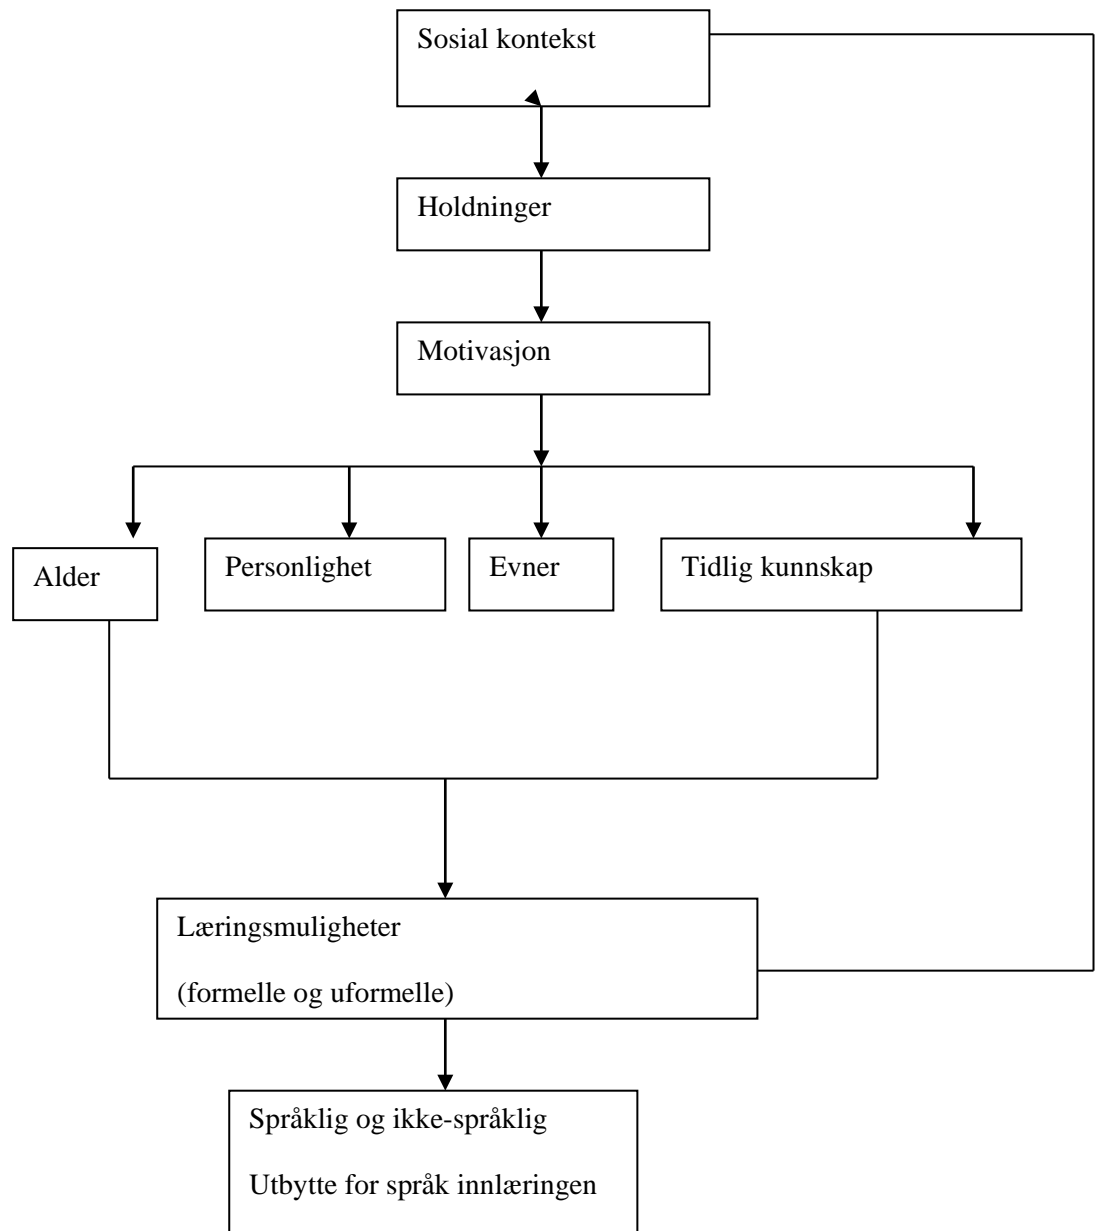 Sosial kontekst
Holdninger
Motivasjon
Alder
Personlighet
Evner
Tidlig kunnskap
Læringsmuligheter
(formelle og uformelle)
Språklig og ikke-språklig
Utbytte for språk innlæringen